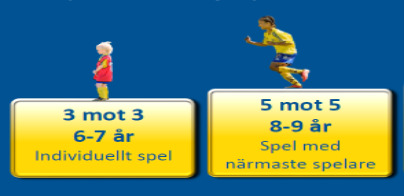 3 mot 3
6-7 år
Individuellt spel
5 mot 5
8-9 år
Spel med
närmaste spelare